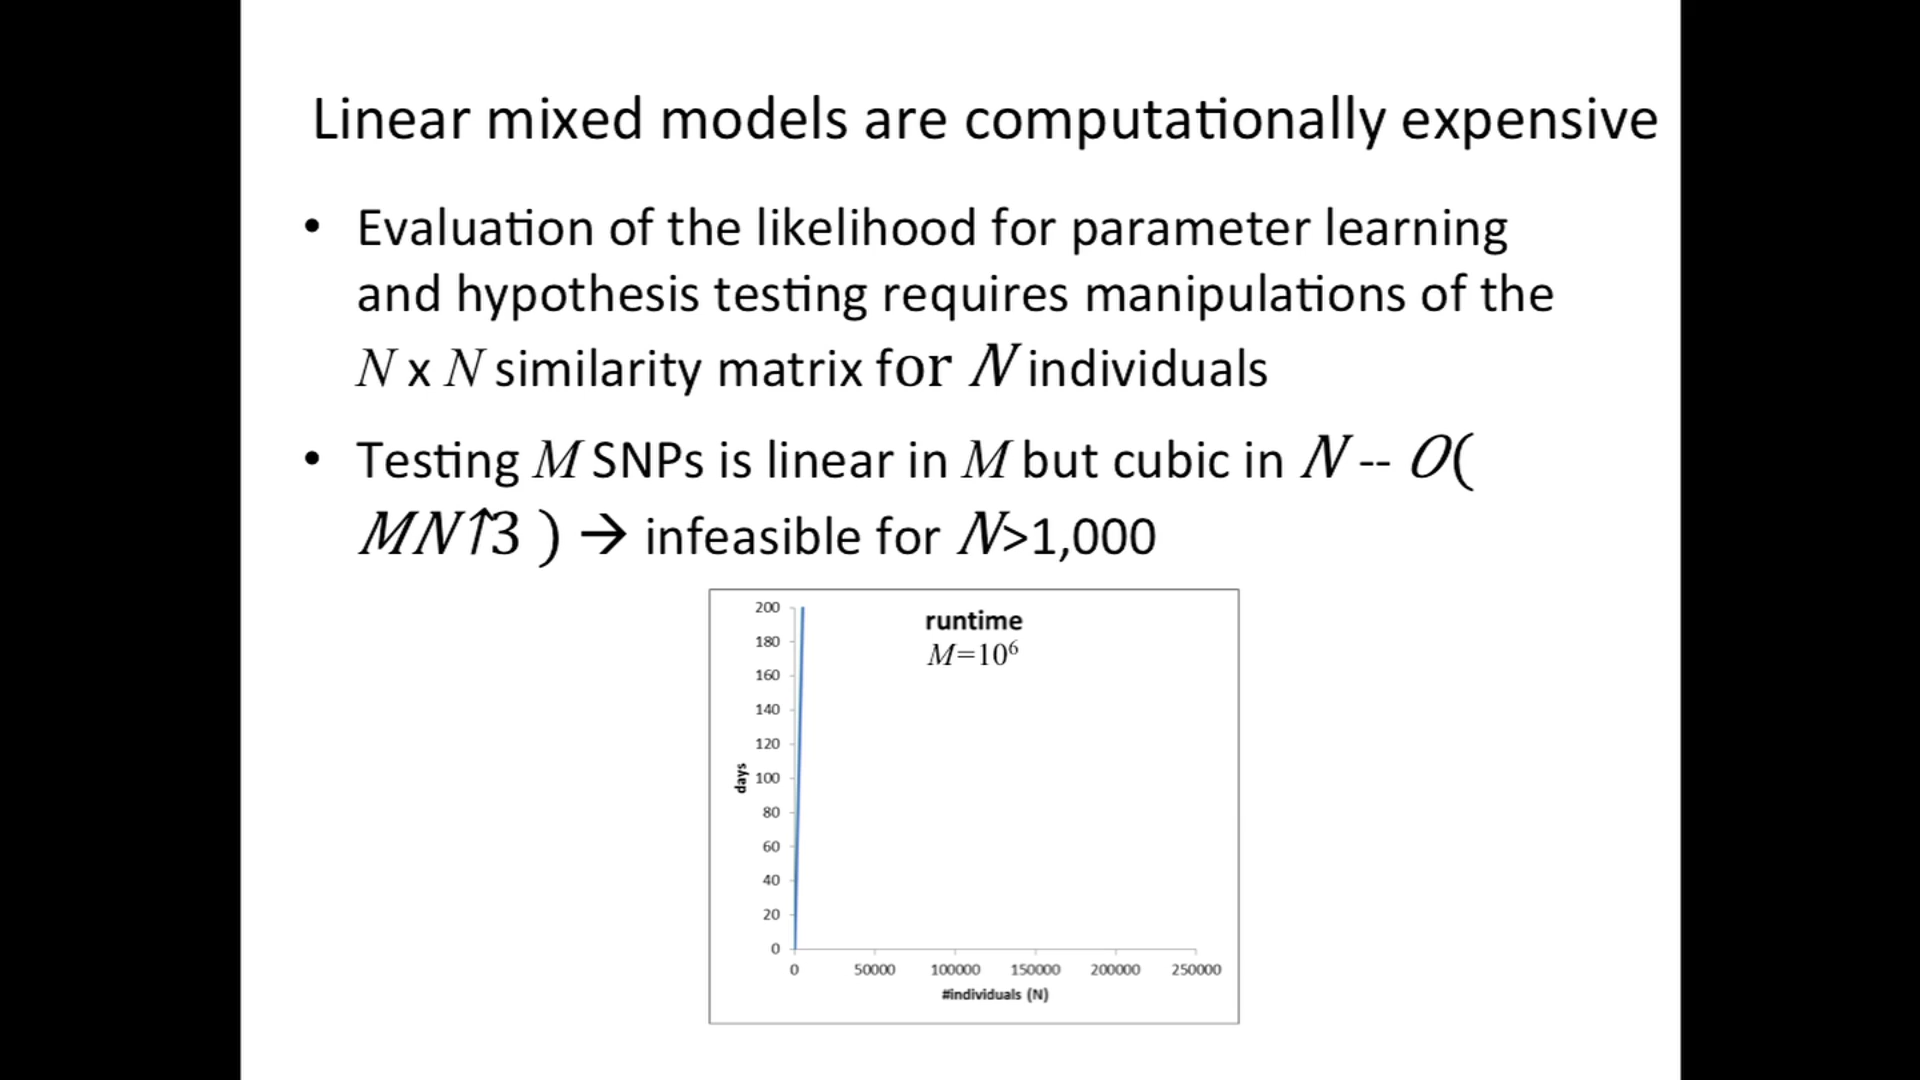 Linear mixed models are computationally expensive
• Evaluation of the likelihood for parameter learning
and hypothesis testing requires manipulations of the
N x N similarity matrix for N individuals
• Testing M SNPs is linear in M but cubic in N -- O(
MN↑3 ) → infeasible for N>1,000
runtime
M=10⁶
200
180
160
140
120
100
80
60
40
20
0
days
0 50000 100000 150000 200000 250000
#individuals (N)